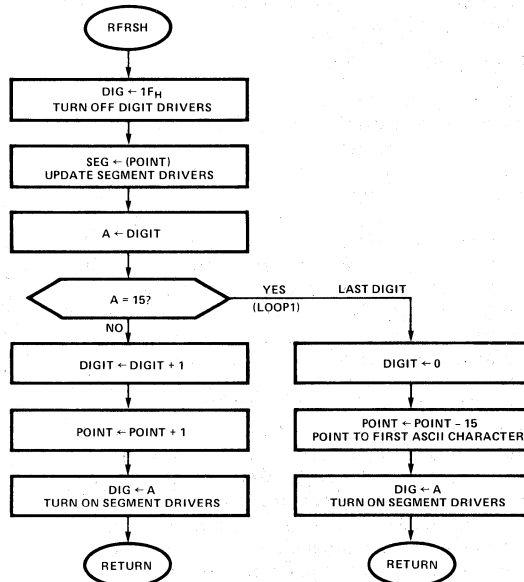 RFRSH
DIG ← 1F_H
TURN OFF DIGIT DRIVERS
SEG ← (POINT)
UPDATE SEGMENT DRIVERS
A ← DIGIT
A = 15?
YES
LAST DIGIT
(LOOP1)
NO
DIGIT ← DIGIT + 1
POINT ← POINT + 1
DIG ← A
TURN ON SEGMENT DRIVERS
RETURN
DIGIT ← 0
POINT ← POINT – 15
POINT TO FIRST ASCII CHARACTER
DIG ← A
TURN ON SEGMENT DRIVERS
RETURN